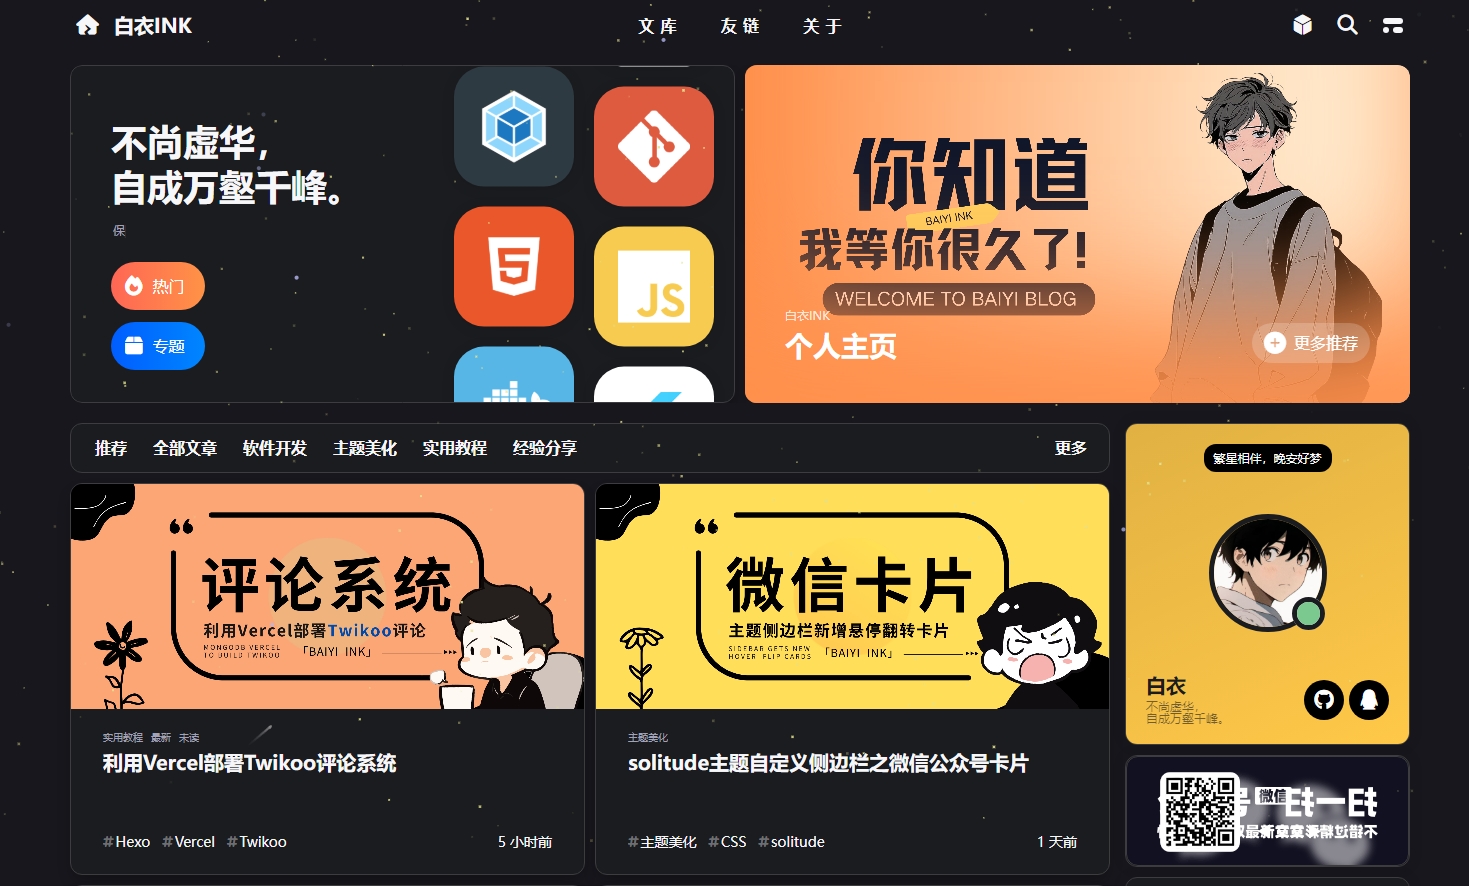 白衣INK
文库 友链 关于
不尚虚华，
自成万壑千峰。
保
热门
专题
JS
你知道
BAIYI INK
我等你很久了!
WELCOME TO BAIYI BLOG
白衣INK
个人主页
更多推荐
推荐 全部文章 软件开发 主题美化 实用教程 经验分享 更多
评论系统
利用Vercel部署Twikoo评论
MONGODB VERCEL
TO BUILD TWIKOO
「BAIYI INK」
实用教程 最新 未读
利用Vercel部署Twikoo评论系统
#Hexo #Vercel #Twikoo 5 小时前
微信卡片
主题侧边栏新增悬停翻转卡片
SIDEBAR GETS NEW
HOVER FLIP CARDS
「BAIYI INK」
主题美化
solitude主题自定义侧边栏之微信公众号卡片
#主题美化 #CSS #solitude 1 天前
繁星相伴，晚安好梦
白衣
不尚虚华，
自成万壑千峰。
微信